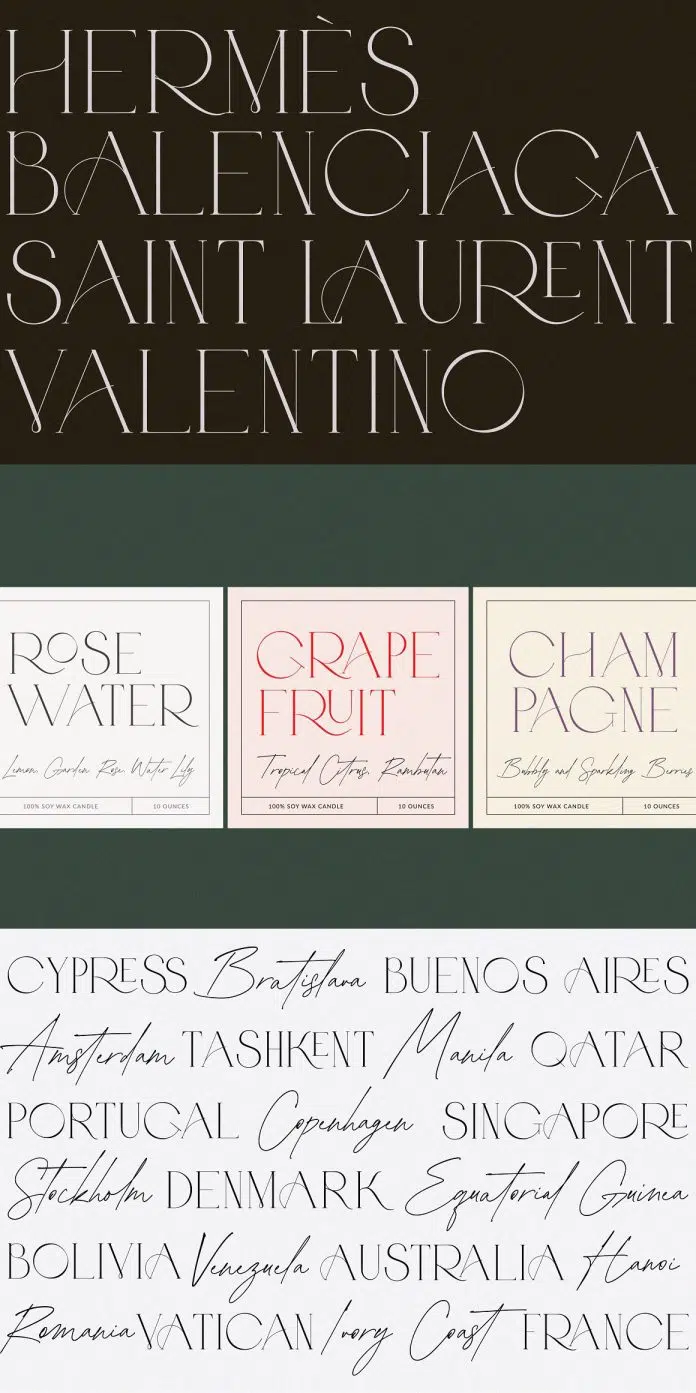 HERMÈS
BALENCIAGA
SAINT LAURENT
VALENTINO
ROSE
WATER
Lemon, Garden Rose, Water Lily
100% SOY WAX CANDLE
10 OUNCES
GRAPE
FRUIT
Tropical Citrus, Rambutan
100% SOY WAX CANDLE
10 OUNCES
CHAM
PAGNE
Bubbly and Sparkling Berries
100% SOY WAX CANDLE
10 OUNCES
CYPRESS Bratislava BUENOS AIRES
Amsterdam TASHKENT Manila QATAR
PORTUGAL Copenhagen SINGAPORE
Stockholm DENMARK Equatorial Guinea
BOLIVIA Venezuela AUSTRALIA Hanoi
Romania VATICAN Ivory Coast FRANCE